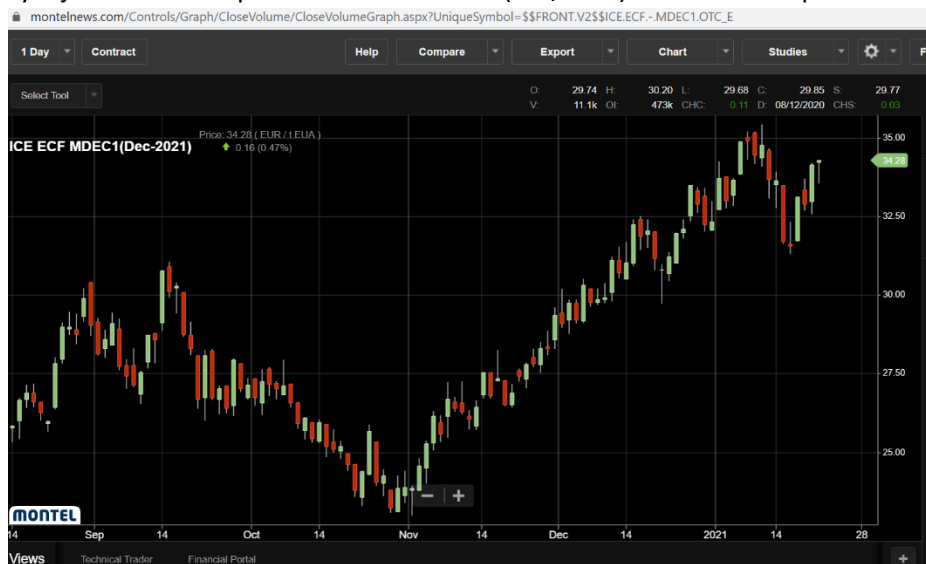 montelnews.com/Controls/Graph/CloseVolume/CloseVolumeGraph.aspx?UniqueSymbol=$$FRONT.V2$$ICE.ECF.-.MDEC1.OTC_E
1 Day Contract Help Compare Export Chart Studies F
Select Tool
O: 29.74 H: 30.20 L: 29.68 C: 29.85 S: 29.77
V: 11.1k OI: 473k CHC: 0.11 D: 08/12/2020 CHS: 0.03
Price: 34.28 ( EUR / t EUA )
ICE ECF MDEC1(Dec-2021) 0.16 (0.47%)
35.00
34.28
32.50
30.00
27.50
25.00
− | +
MONTEL
14 Sep 14 Oct 14 Nov 14 Dec 14 2021 14 28
Views Technical Trader Financial Portal +